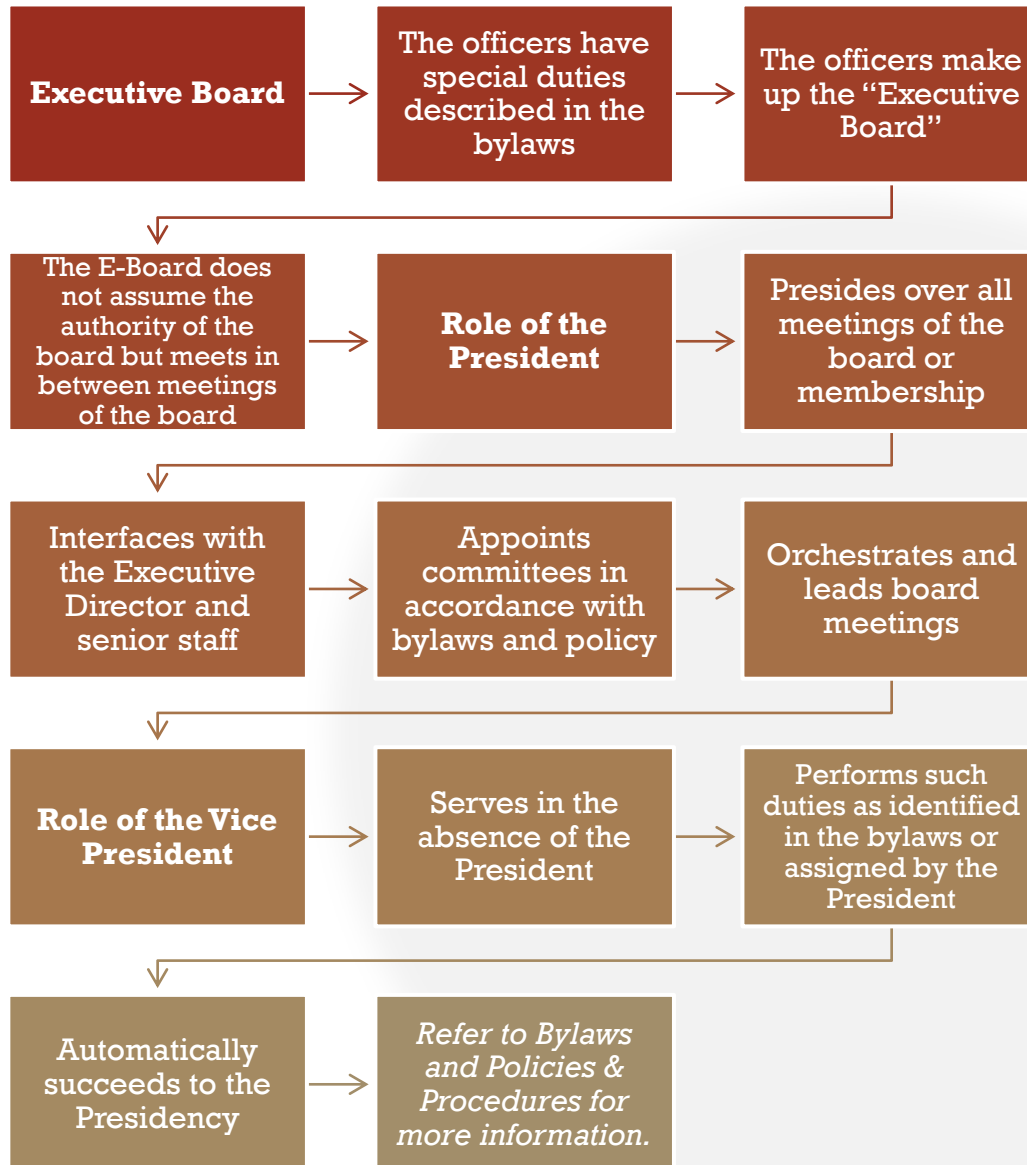 Executive Board
The officers have
special duties
described in the
bylaws
The officers make
up the “Executive
Board”
The E-Board does
not assume the
authority of the
board but meets in
between meetings
of the board
Role of the
President
Presides over all
meetings of the
board or
membership
Interfaces with
the Executive
Director and
senior staff
Appoints
committees in
accordance with
bylaws and policy
Orchestrates and
leads board
meetings
Role of the Vice
President
Serves in the
absence of the
President
Performs such
duties as identified
in the bylaws or
assigned by the
President
Automatically
succeeds to the
Presidency
Refer to Bylaws
and Policies &
Procedures for
more information.